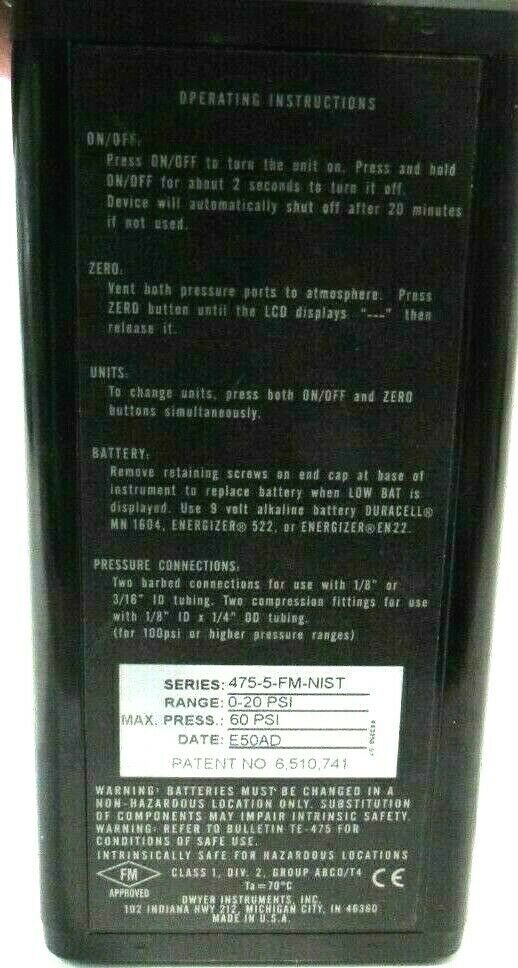 OPERATING INSTRUCTIONS
ON/OFF:
Press ON/OFF to turn the unit on. Press and hold
ON/OFF for about 2 seconds to turn it off.
Device will automatically shut off after 20 minutes
if not used.
ZERO:
Vent both pressure ports to atmosphere. Press
ZERO button until the LCD displays "---" then
release it.
UNITS:
To change units, press both ON/OFF and ZERO
buttons simultaneously.
BATTERY:
Remove retaining screws on end cap at base of
instrument to replace battery when LOW BAT is
displayed. Use 9 volt alkaline battery DURACELL®
MN 1604, ENERGIZER® 522, or ENERGIZER® EN22.
PRESSURE CONNECTIONS:
Two barbed connections for use with 1/8" or
3/16" ID tubing. Two compression fittings for use
with 1/8" ID x 1/4" OD tubing.
(for 100psi or higher pressure ranges)
SERIES: 475-5-FM-NIST
RANGE: 0-20 PSI
MAX. PRESS.: 60 PSI
DATE: E50AD
PATENT NO 6,510,741
WARNING: BATTERIES MUST BE CHANGED IN A
NON-HAZARDOUS LOCATION ONLY. SUBSTITUTION
OF COMPONENTS MAY IMPAIR INTRINSIC SAFETY.
WARNING: REFER TO BULLETIN TE-475 FOR
CONDITIONS OF SAFE USE.
INTRINSICALLY SAFE FOR HAZARDOUS LOCATIONS
FM APPROVED CLASS 1, DIV. 2, GROUP ABCD/T4 CE
Ta=70°C
DWYER INSTRUMENTS, INC.
102 INDIANA HWY 212, MICHIGAN CITY, IN 46360
MADE IN U.S.A.